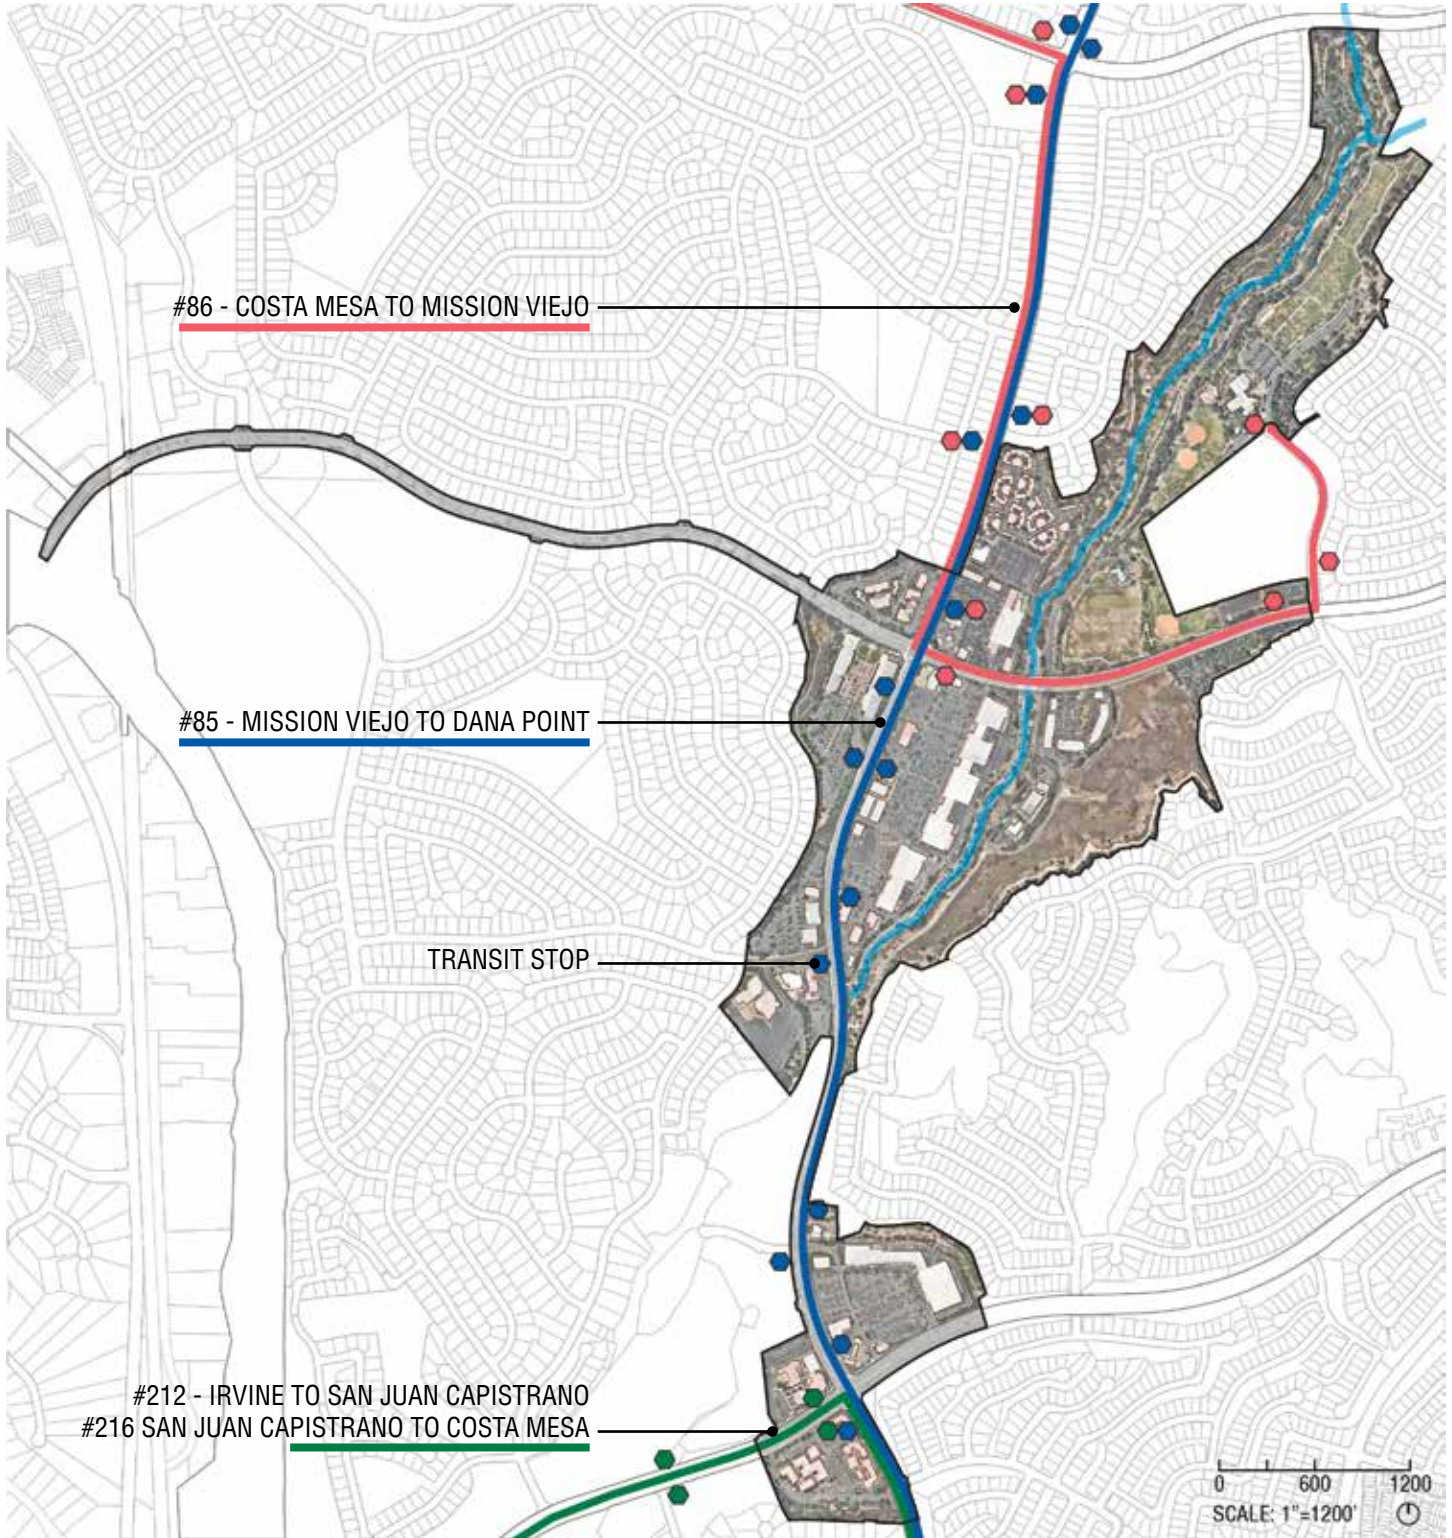 #86 - COSTA MESA TO MISSION VIEJO
#85 - MISSION VIEJO TO DANA POINT
TRANSIT STOP
#212 - IRVINE TO SAN JUAN CAPISTRANO
#216 SAN JUAN CAPISTRANO TO COSTA MESA
0 600 1200
SCALE: 1"=1200'